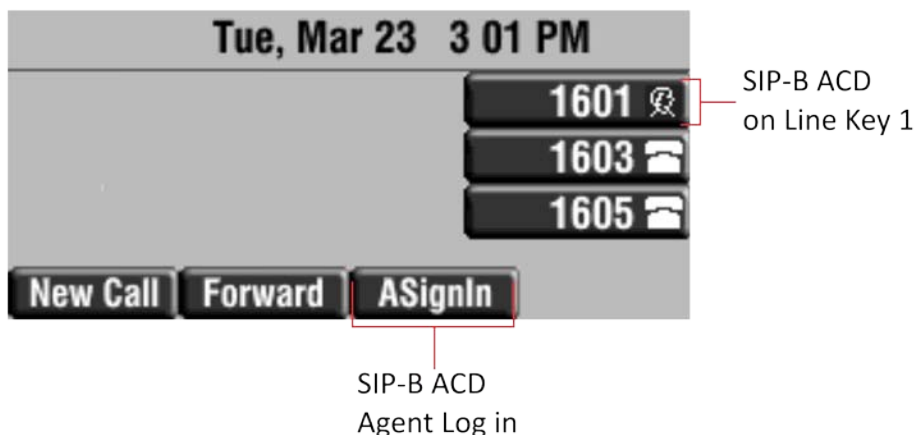 Tue, Mar 23 3 01 PM
1601
SIP-B ACD
on Line Key 1
1603
1605
New Call Forward ASignIn
SIP-B ACD
Agent Log in